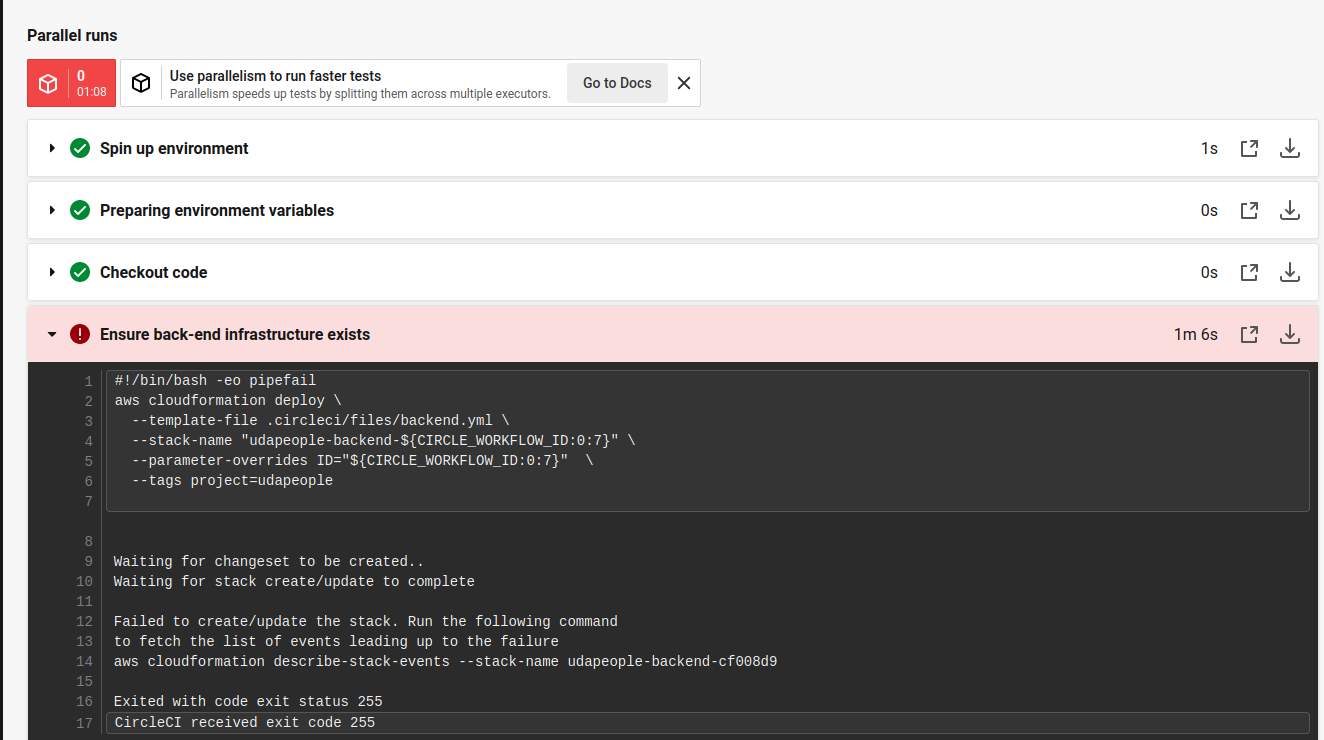 Parallel runs
0
01:08
Use parallelism to run faster tests
Parallelism speeds up tests by splitting them across multiple executors.
Go to Docs
Spin up environment
1s
Preparing environment variables
0s
Checkout code
0s
Ensure back-end infrastructure exists
1m 6s
1 #!/bin/bash -eo pipefail
2 aws cloudformation deploy \
3   --template-file .circleci/files/backend.yml \
4   --stack-name "udapeople-backend-${CIRCLE_WORKFLOW_ID:0:7}" \
5   --parameter-overrides ID="${CIRCLE_WORKFLOW_ID:0:7}"  \
6   --tags project=udapeople
7
8
9 Waiting for changeset to be created..
10 Waiting for stack create/update to complete
11
12 Failed to create/update the stack. Run the following command
13 to fetch the list of events leading up to the failure
14 aws cloudformation describe-stack-events --stack-name udapeople-backend-cf008d9
15
16 Exited with code exit status 255
17 CircleCI received exit code 255